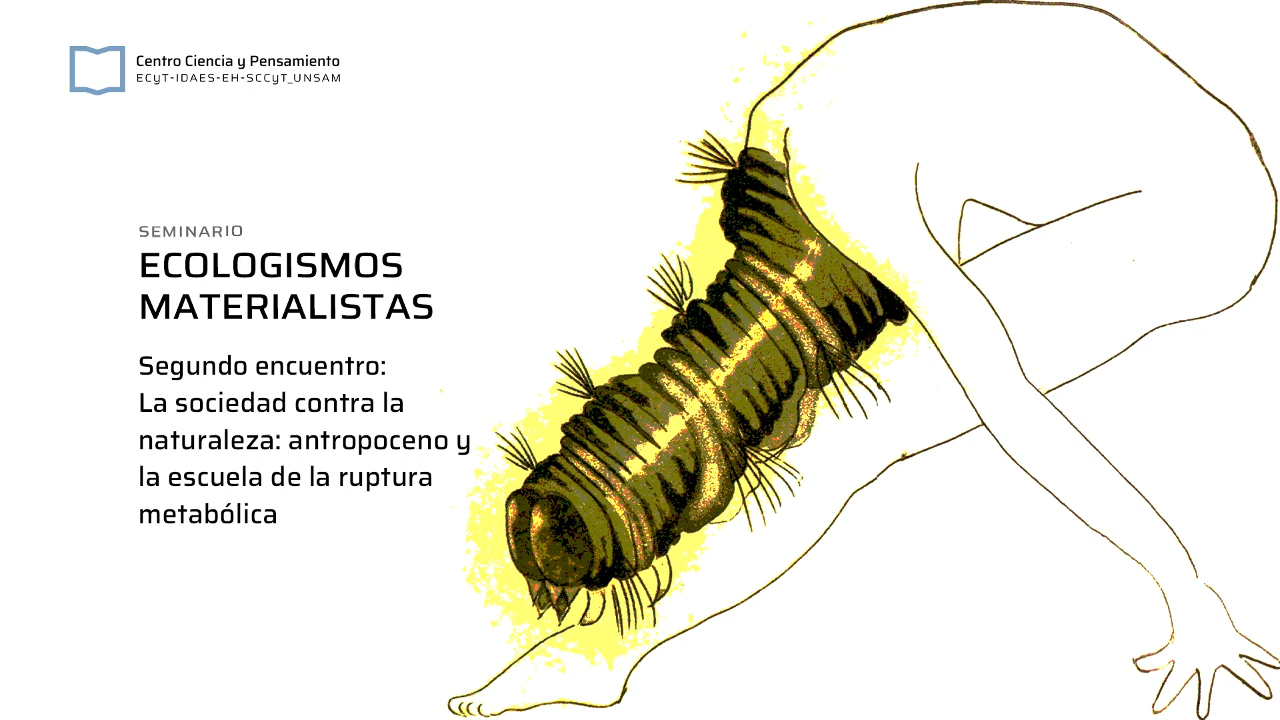 Centro Ciencia y Pensamiento
ECyT-IDAES-EH-SCCyT_UNSAM
SEMINARIO
ECOLOGISMOS
MATERIALISTAS
Segundo encuentro:
La sociedad contra la
naturaleza: antropoceno y
la escuela de la ruptura
metabólica